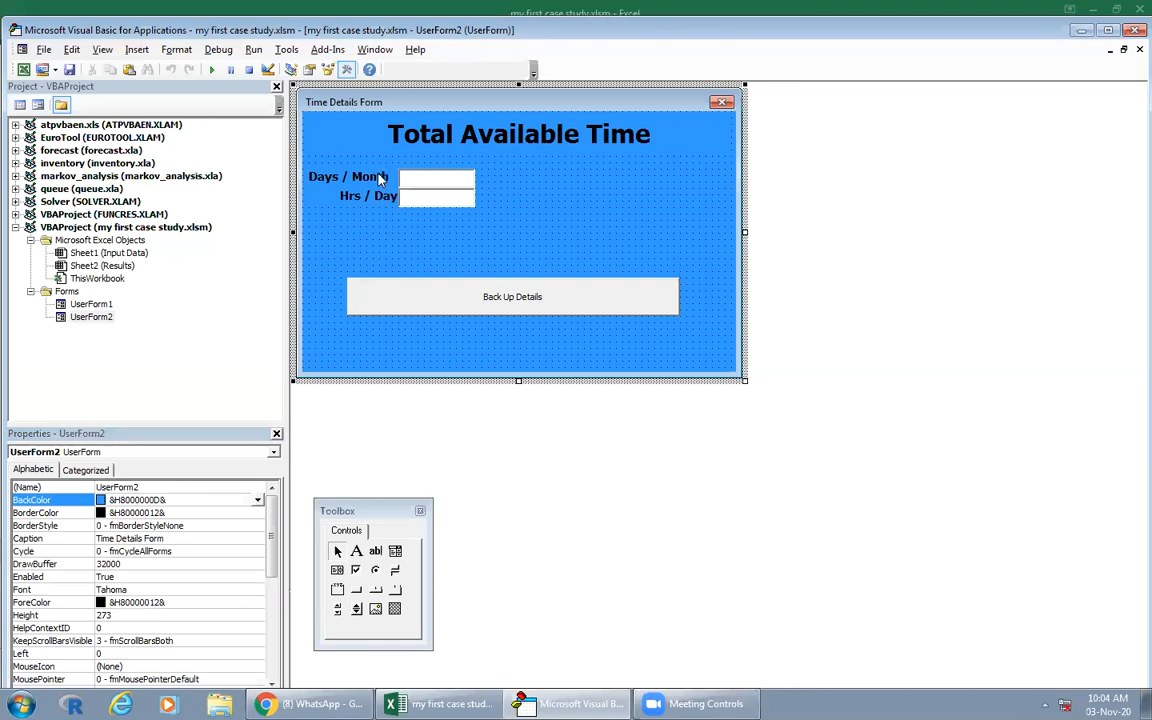 my first case study.xlsm - Excel
Microsoft Visual Basic for Applications - my first case study.xlsm - [my first case study.xlsm - UserForm2 (UserForm)]
File Edit View Insert Format Debug Run Tools Add-Ins Window Help
Project - VBAProject
atpvbaen.xls (ATPVBAEN.XLAM)
EuroTool (EUROTOOL.XLAM)
forecast (forecast.xla)
inventory (inventory.xla)
markov_analysis (markov_analysis.xla)
queue (queue.xla)
Solver (SOLVER.XLAM)
VBAProject (FUNCRES.XLAM)
VBAProject (my first case study.xlsm)
Microsoft Excel Objects
Sheet1 (Input Data)
Sheet2 (Results)
ThisWorkbook
Forms
UserForm1
UserForm2
Time Details Form
Total Available Time
Days / Month
Hrs / Day
Back Up Details
Properties - UserForm2
UserForm2 UserForm
Alphabetic Categorized
(Name) UserForm2
BackColor &H8000000D&
BorderColor &H80000012&
BorderStyle 0 - fmBorderStyleNone
Caption Time Details Form
Cycle 0 - fmCycleAllForms
DrawBuffer 32000
Enabled True
Font Tahoma
ForeColor &H80000012&
Height 273
HelpContextID 0
KeepScrollBarsVisible 3 - fmScrollBarsBoth
Left 0
MouseIcon (None)
MousePointer 0 - fmMousePointerDefault
Toolbox
Controls
A ab|
(8) WhatsApp - G...
my first case stud...
Microsoft Visual B...
Meeting Controls
10:04 AM
03-Nov-20